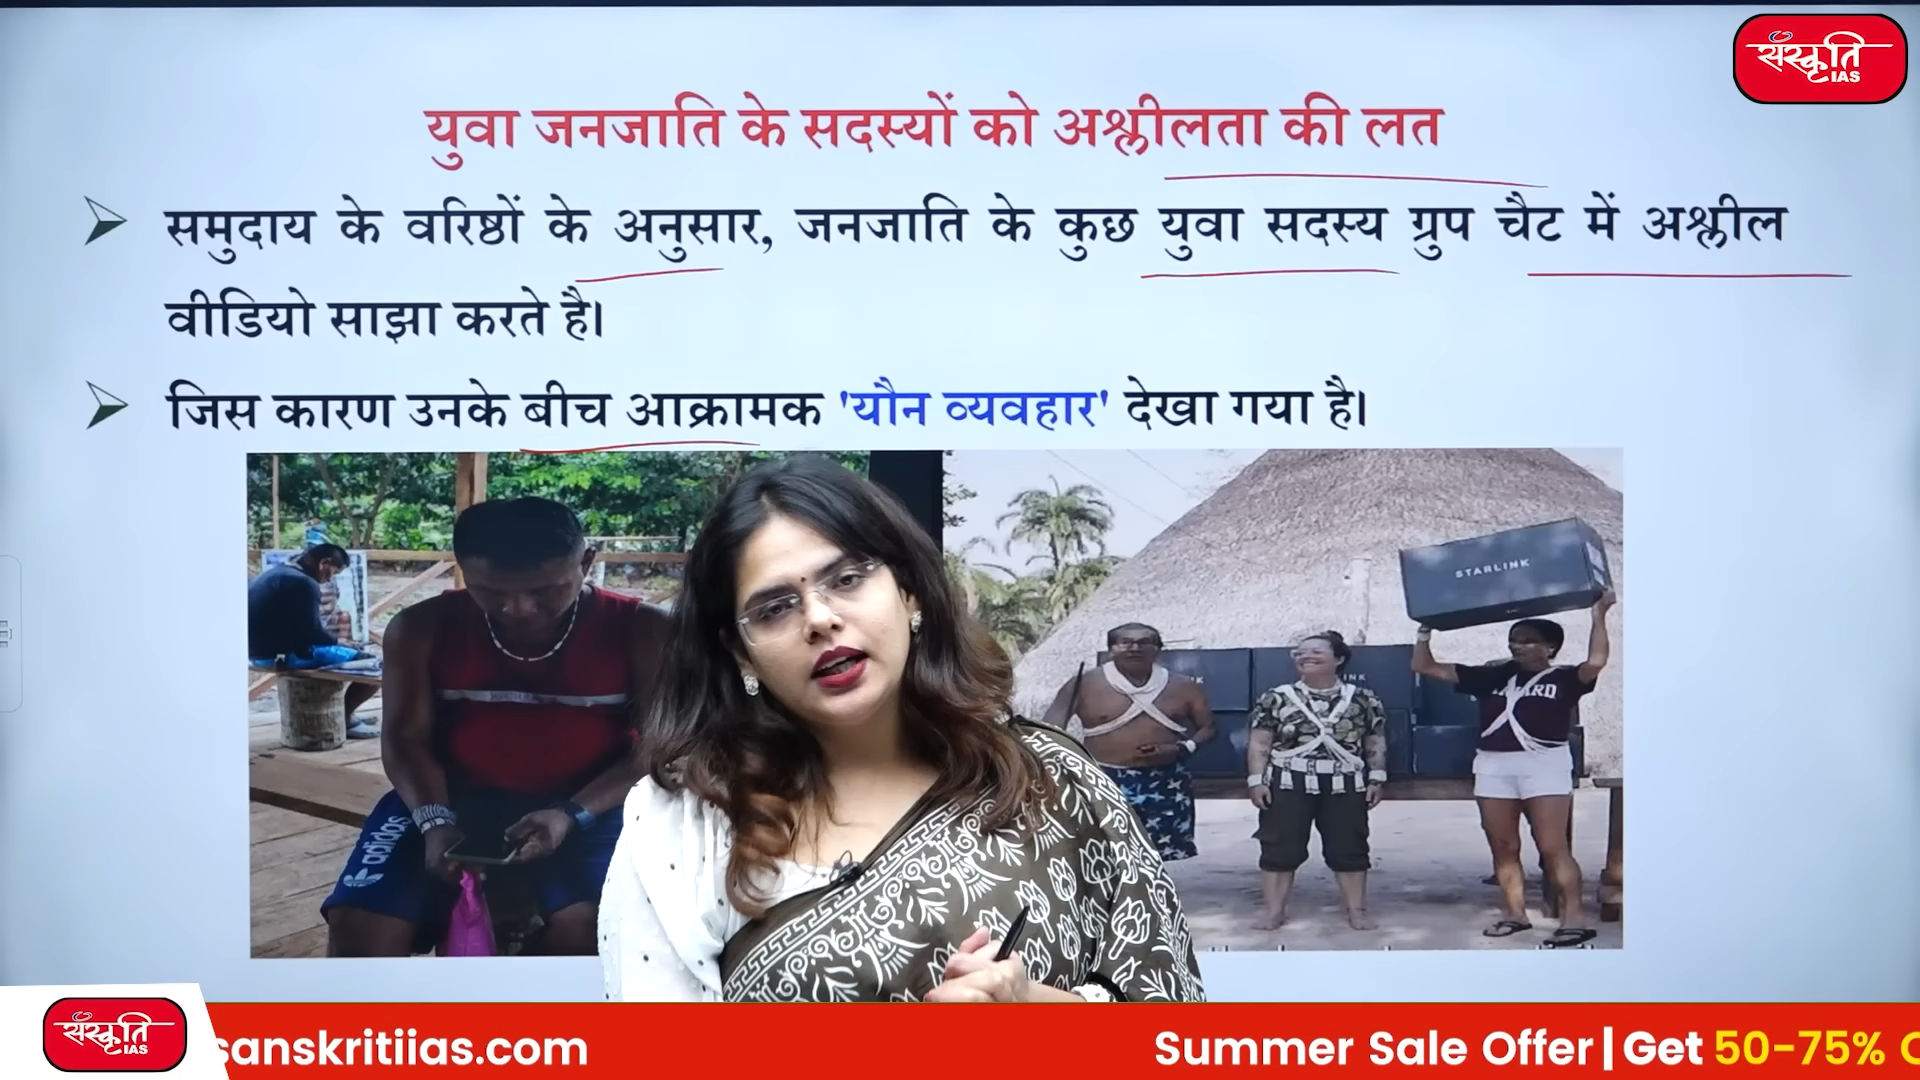 संस्कृति
IAS
युवा जनजाति के सदस्यों को अश्लीलता की लत
समुदाय के वरिष्ठों के अनुसार, जनजाति के कुछ युवा सदस्य ग्रुप चैट में अश्लील
वीडियो साझा करते है।
जिस कारण उनके बीच आक्रामक 'यौन व्यवहार' देखा गया है।
STARLINK
adidas
संस्कृति
IAS
sanskritiias.com
Summer Sale Offer | Get 50-75%